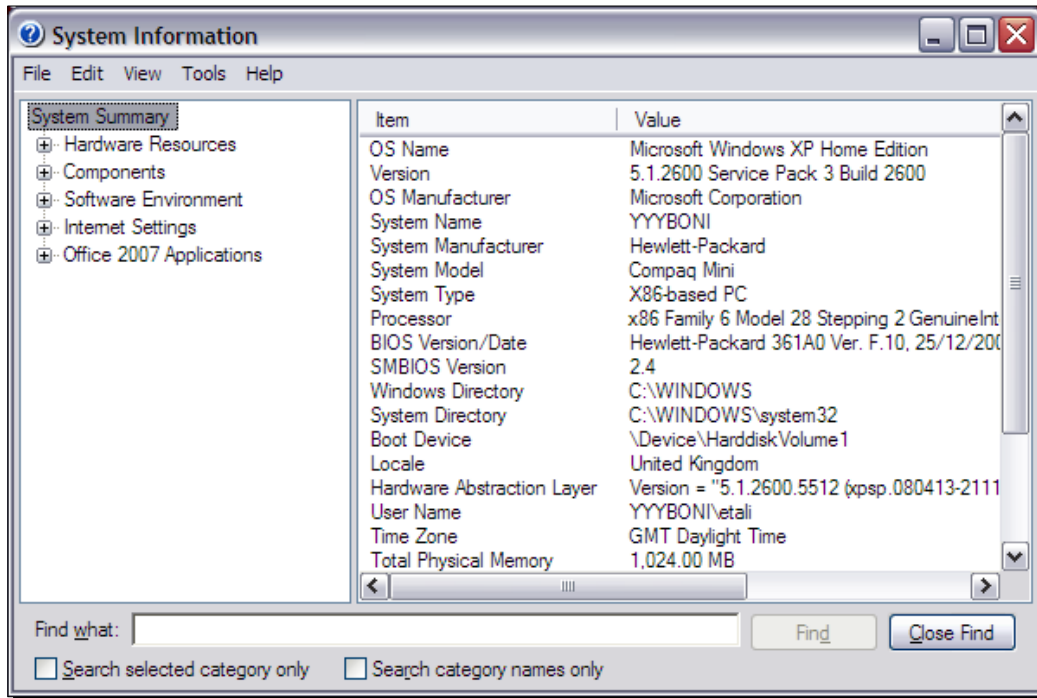 System Information
File Edit View Tools Help
System Summary
Hardware Resources
Components
Software Environment
Internet Settings
Office 2007 Applications
Item Value
OS Name Microsoft Windows XP Home Edition
Version 5.1.2600 Service Pack 3 Build 2600
OS Manufacturer Microsoft Corporation
System Name YYYBONI
System Manufacturer Hewlett-Packard
System Model Compaq Mini
System Type X86-based PC
Processor x86 Family 6 Model 28 Stepping 2 GenuineInt
BIOS Version/Date Hewlett-Packard 361A0 Ver. F.10, 25/12/200
SMBIOS Version 2.4
Windows Directory C:\WINDOWS
System Directory C:\WINDOWS\system32
Boot Device \Device\HarddiskVolume1
Locale United Kingdom
Hardware Abstraction Layer Version = "5.1.2600.5512 (xpsp.080413-2111
User Name YYYBONI\etali
Time Zone GMT Daylight Time
Total Physical Memory 1,024.00 MB
Find what: Find Close Find
Search selected category only Search category names only